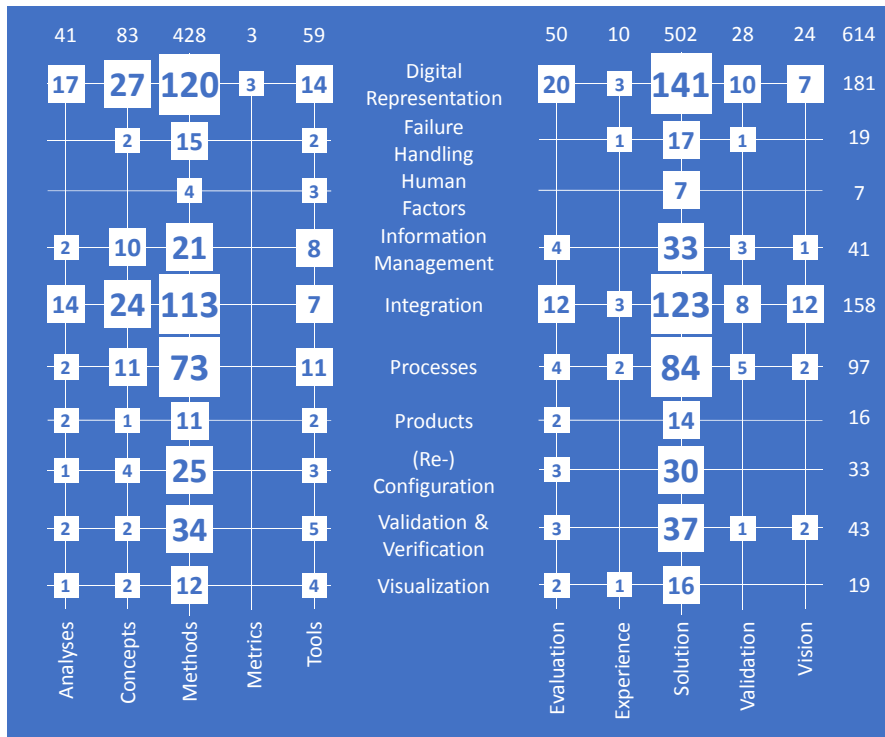 41 83 428 3 59 50 10 502 28 24 614
17 27 120 3 14 Digital 20 3 141 10 7 181
Representation
2 15 2 Failure 1 17 1 19
Handling
4 3 Human 7 7
Factors
2 10 21 8 Information 4 33 3 1 41
Management
14 24 113 7 Integration 12 3 123 8 12 158
2 11 73 11 Processes 4 2 84 5 2 97
2 1 11 2 Products 2 14 16
1 4 25 3 (Re-) 3 30 33
Configuration
2 2 34 5 Validation & 3 37 1 2 43
Verification
1 2 12 4 Visualization 2 1 16 19
Analyses
Concepts
Methods
Metrics
Tools
Evaluation
Experience
Solution
Validation
Vision